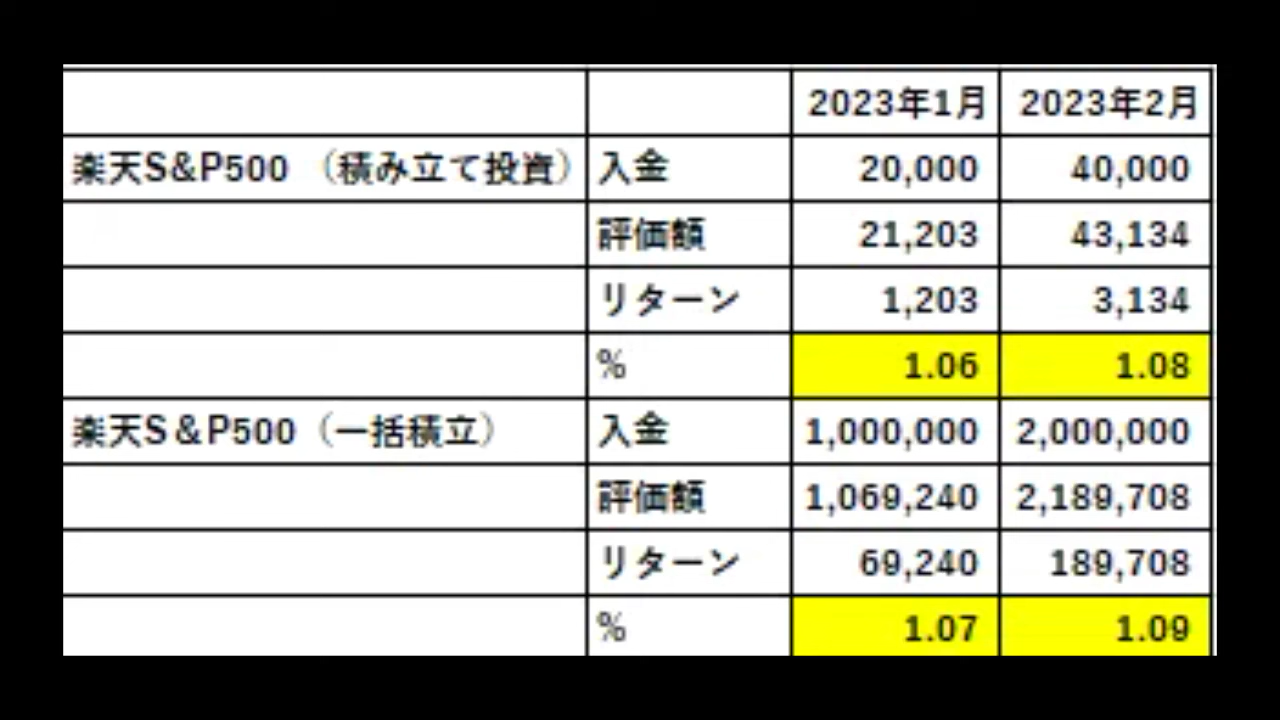 2023年1月 2023年2月
楽天S&P500 （積み立て投資） 入金 20,000 40,000
評価額 21,203 43,134
リターン 1,203 3,134
% 1.06 1.08
楽天S＆P500（一括積立） 入金 1,000,000 2,000,000
評価額 1,069,240 2,189,708
リターン 69,240 189,708
% 1.07 1.09